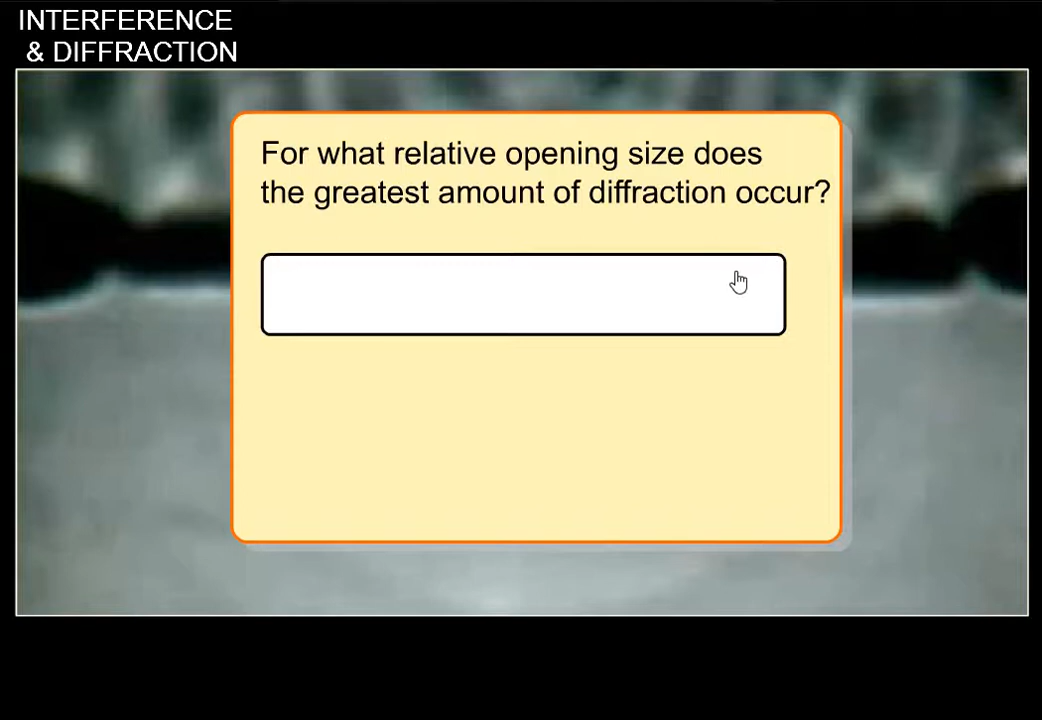 INTERFERENCE
& DIFFRACTION
For what relative opening size does
the greatest amount of diffraction occur?